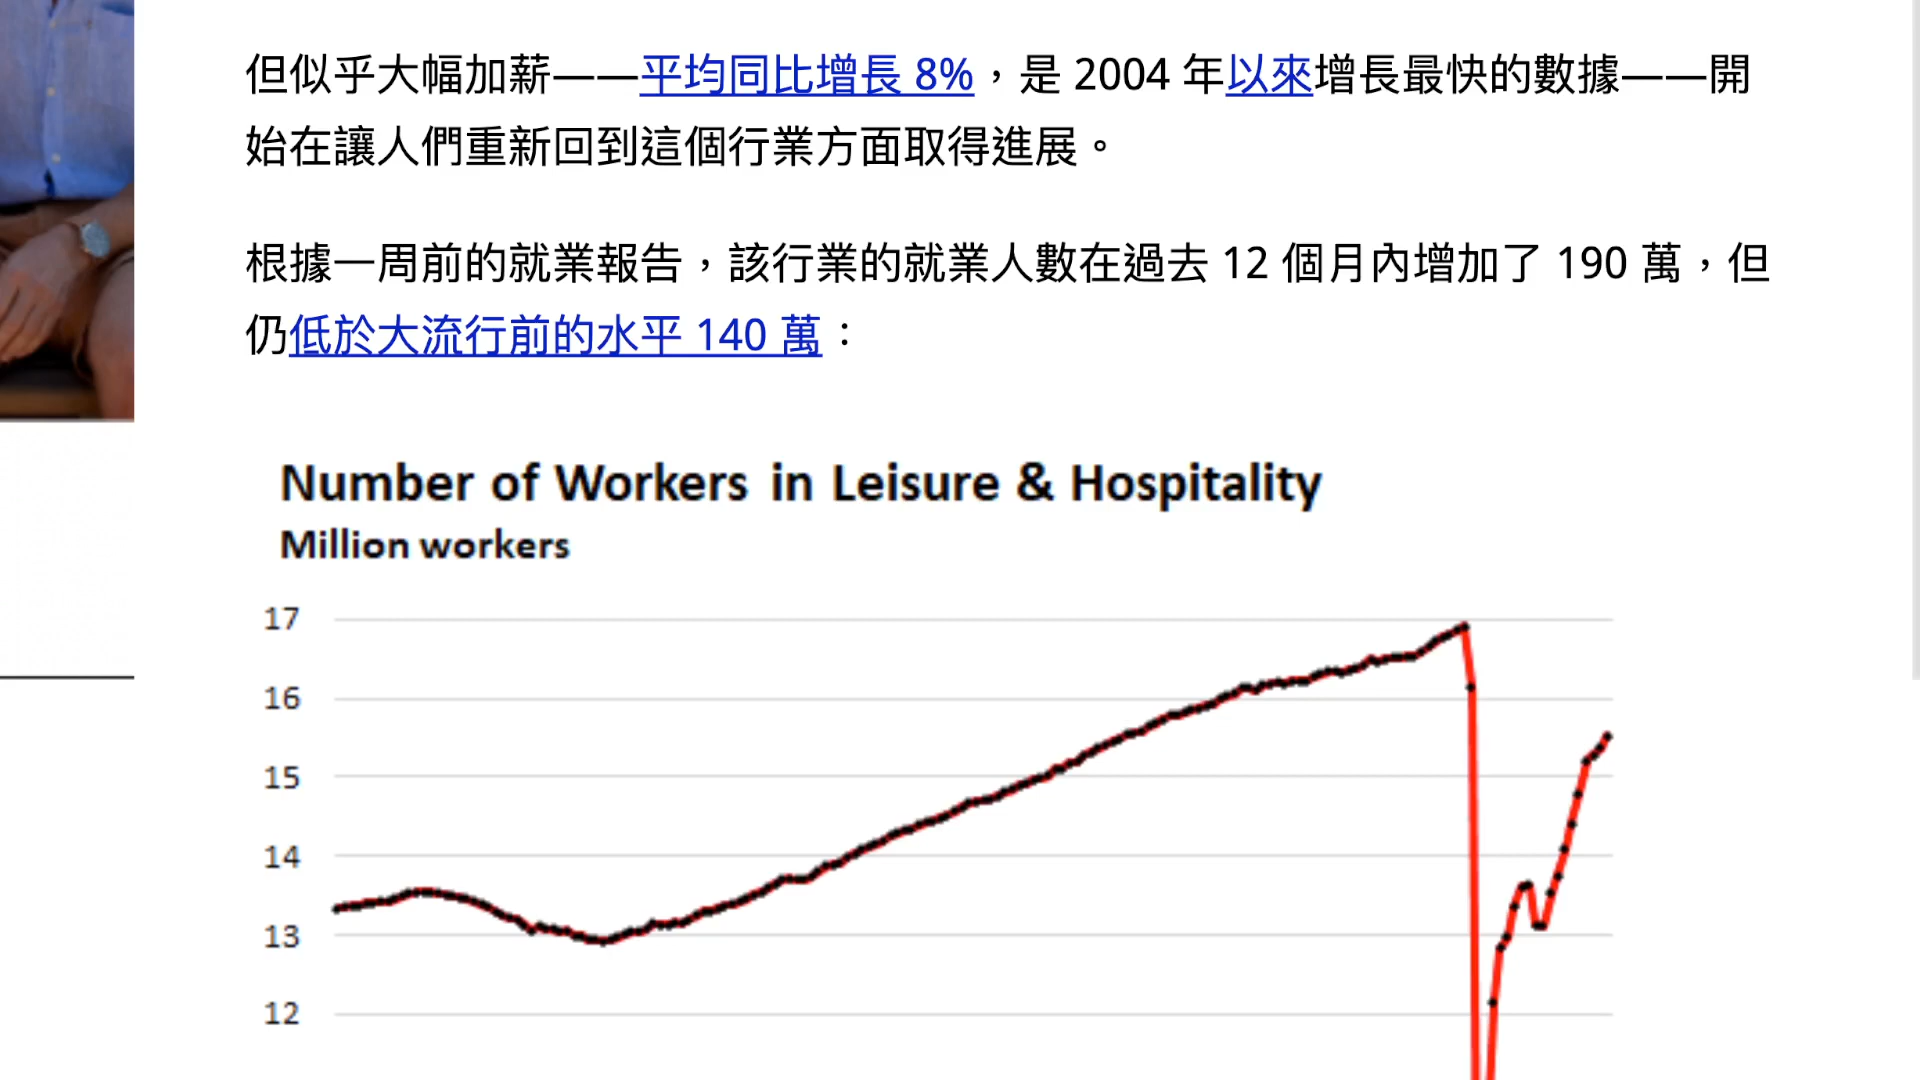 但似乎大幅加薪——平均同比增長 8%，是 2004 年以來增長最快的數據——開
始在讓人們重新回到這個行業方面取得進展。
根據一周前的就業報告，該行業的就業人數在過去 12 個月內增加了 190 萬，但
仍低於大流行前的水平 140 萬：
Number of Workers in Leisure & Hospitality
Million workers
17
16
15
14
13
12